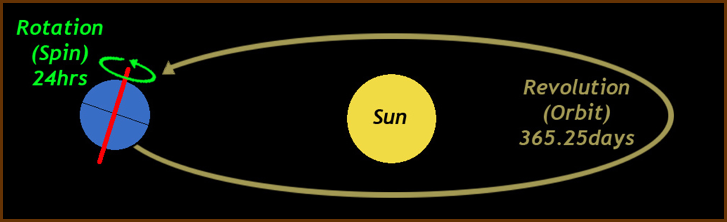 Rotation
(Spin)
24hrs
Sun
Revolution
(Orbit)
365.25days